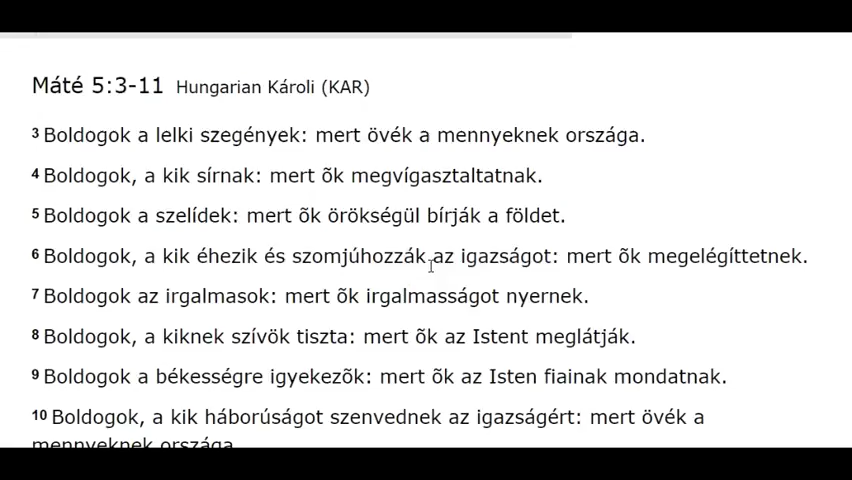 Máté 5:3-11 Hungarian Károli (KAR)
3 Boldogok a lelki szegények: mert övék a mennyeknek országa.
4 Boldogok, a kik sírnak: mert õk megvígasztaltatnak.
5 Boldogok a szelídek: mert õk örökségül bírják a földet.
6 Boldogok, a kik éhezik és szomjúhozzák az igazságot: mert õk megelégíttetnek.
7 Boldogok az irgalmasok: mert õk irgalmasságot nyernek.
8 Boldogok, a kiknek szívök tiszta: mert õk az Istent meglátják.
9 Boldogok a békességre igyekezõk: mert õk az Isten fiainak mondatnak.
10 Boldogok, a kik háborúságot szenvednek az igazságért: mert övék a
mennyeknek országa.